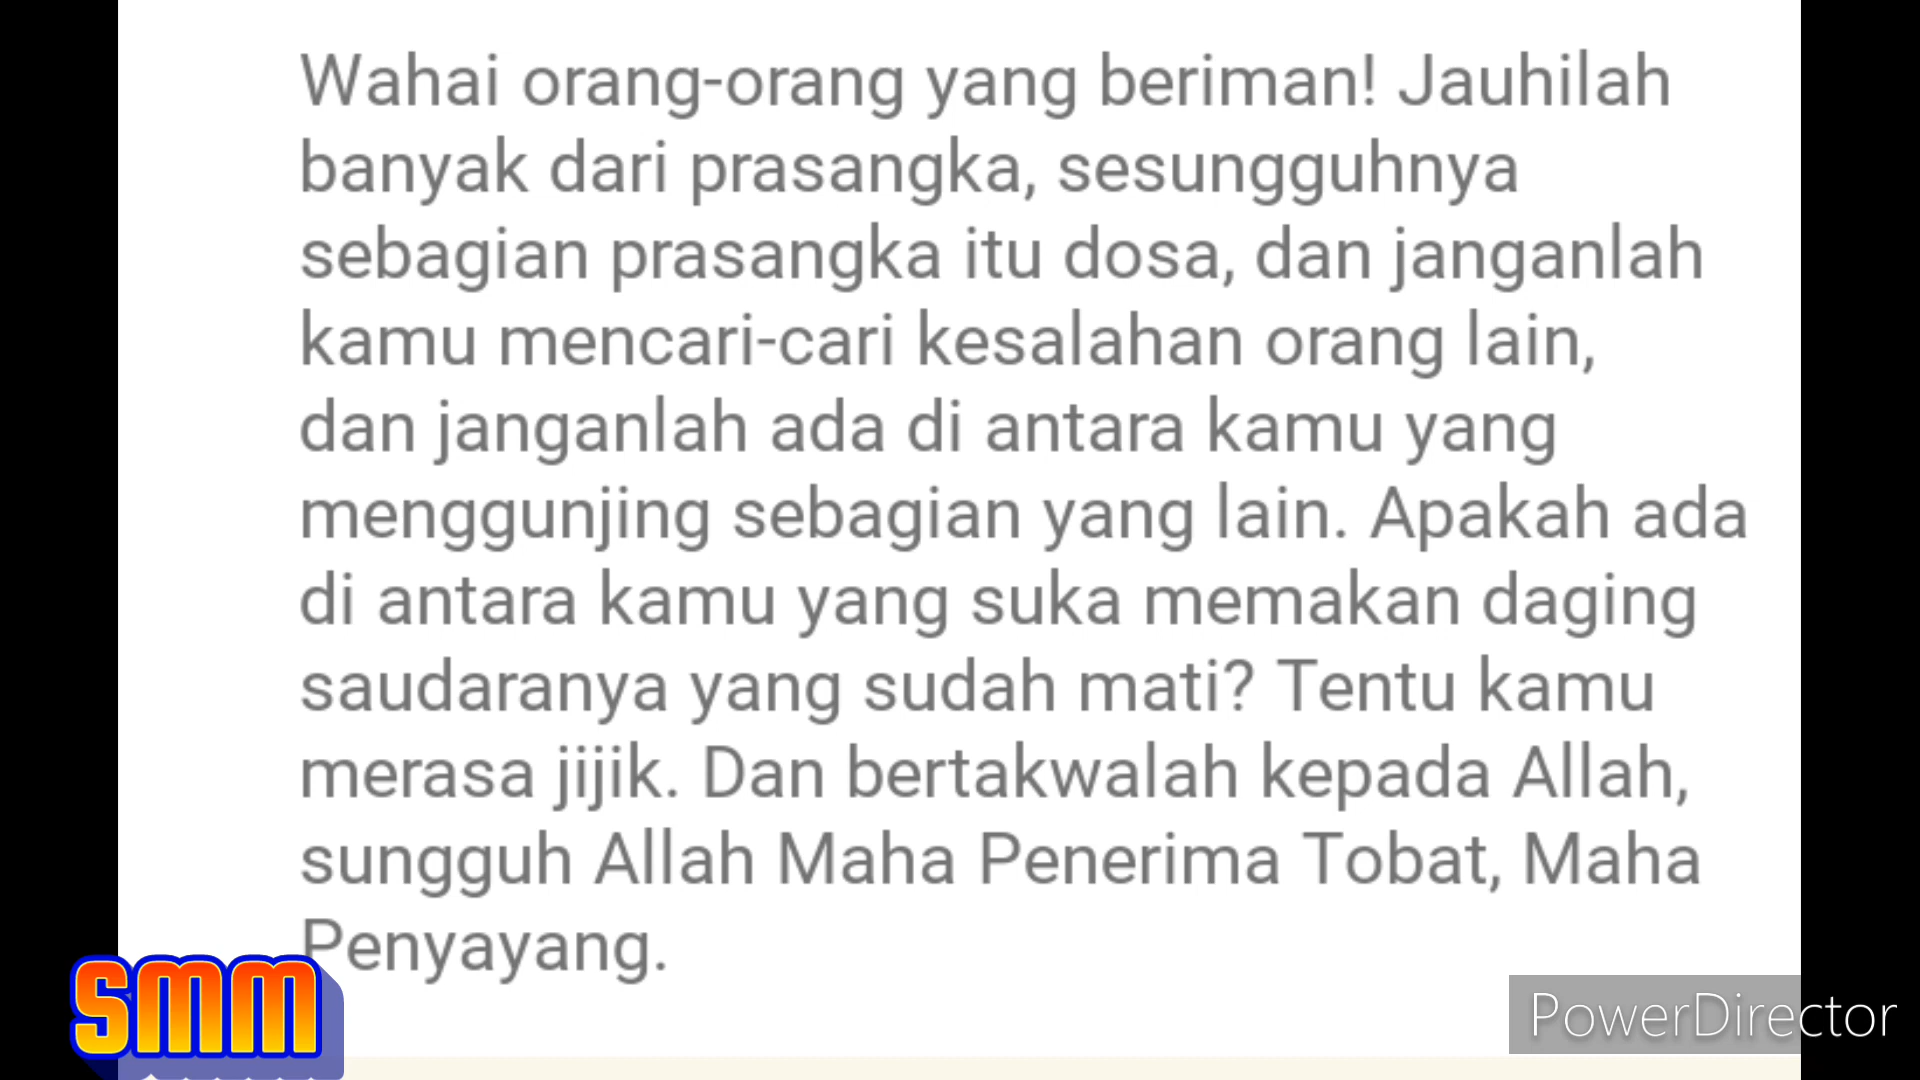 Wahai orang-orang yang beriman! Jauhilah
banyak dari prasangka, sesungguhnya
sebagian prasangka itu dosa, dan janganlah
kamu mencari-cari kesalahan orang lain,
dan janganlah ada di antara kamu yang
menggunjing sebagian yang lain. Apakah ada
di antara kamu yang suka memakan daging
saudaranya yang sudah mati? Tentu kamu
merasa jijik. Dan bertakwalah kepada Allah,
sungguh Allah Maha Penerima Tobat, Maha
Penyayang.
SMM
PowerDirector